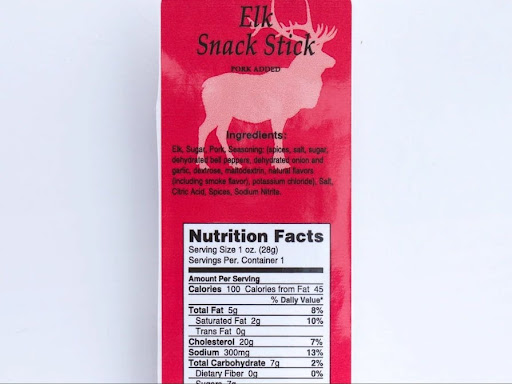 Elk
Snack Stick
PORK ADDED
Ingredients:
Elk, Sugar, Pork, Seasoning: (spices, salt, sugar,
dehydrated bell peppers, dehydrated onion and
garlic, dextrose, maltodextrin, natural flavors
(including smoke flavor), potassium chloride), Salt,
Citric Acid, Spices, Sodium Nitrite.
Nutrition Facts
Serving Size 1 oz. (28g)
Servings Per. Container 1
Amount Per Serving
Calories 100 Calories from Fat 45
% Daily Value*
Total Fat 5g 8%
Saturated Fat 2g 10%
Trans Fat 0g
Cholesterol 20g 7%
Sodium 300mg 13%
Total Carbohydrate 7g 2%
Dietary Fiber 0g 0%
Sugars 7g